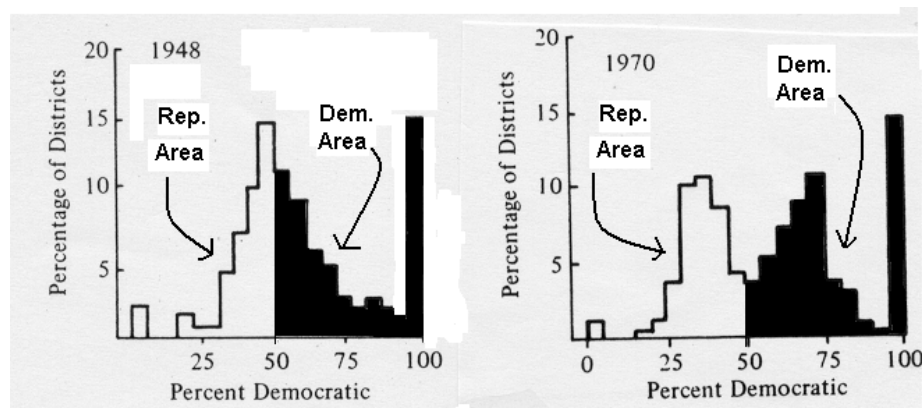 1948
20
15
10
5
Percentage of Districts
Rep.
Area
Dem.
Area
25
50
75
100
Percent Democratic
1970
20
15
10
5
Percentage of Districts
Rep.
Area
Dem.
Area
0
25
50
75
100
Percent Democratic